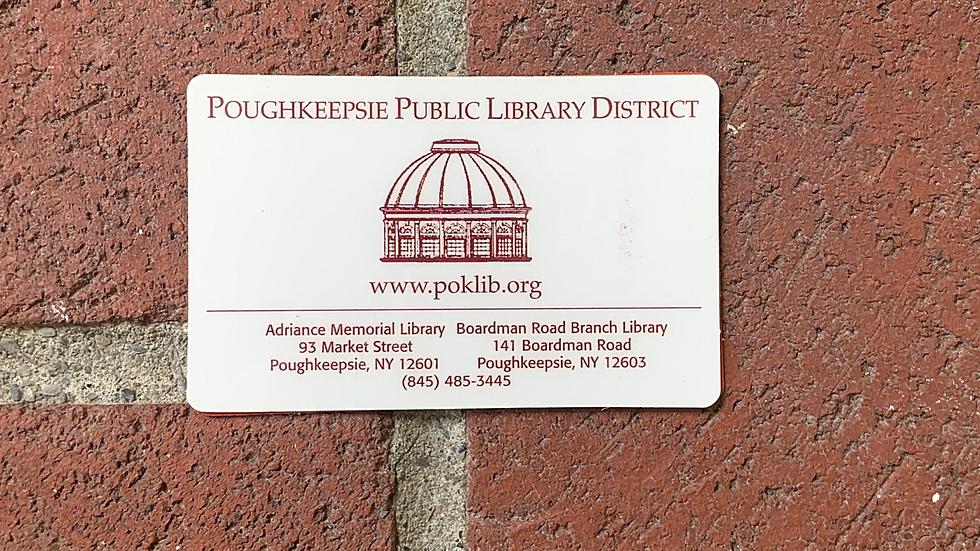 POUGHKEEPSIE PUBLIC LIBRARY DISTRICT
www.poklib.org
Adriance Memorial Library Boardman Road Branch Library
93 Market Street 141 Boardman Road
Poughkeepsie, NY 12601 Poughkeepsie, NY 12603
(845) 485-3445